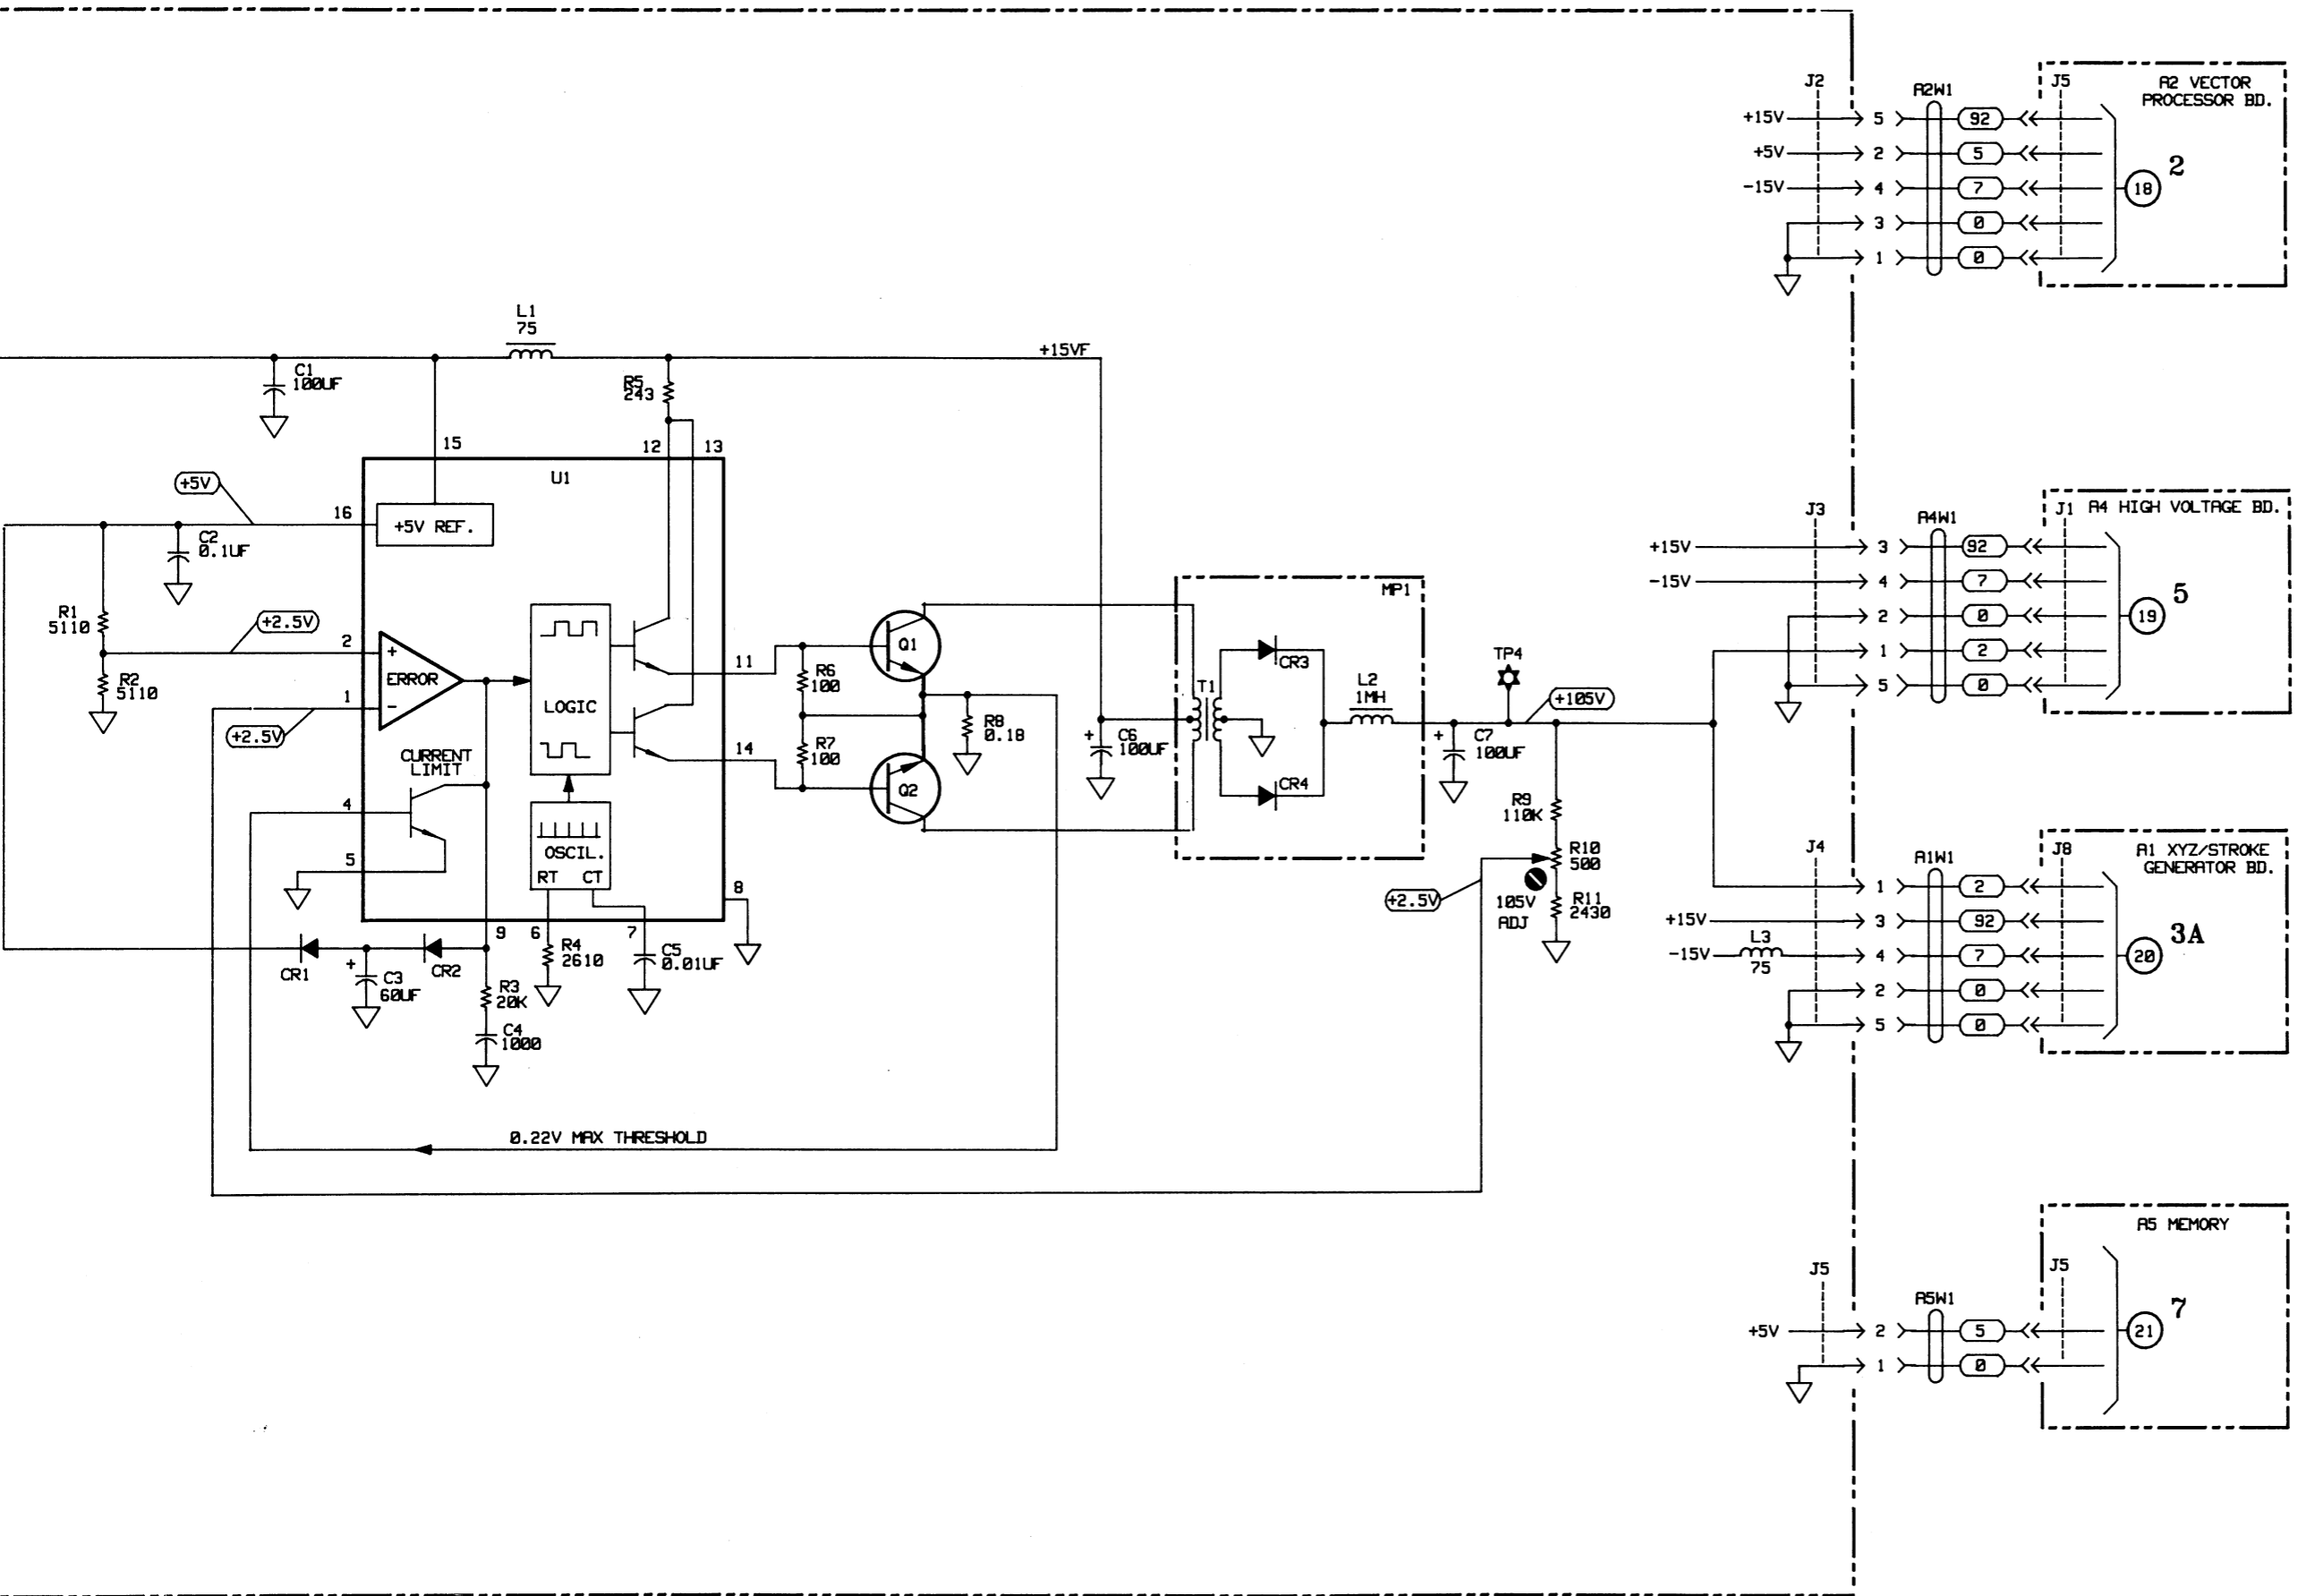 J2
A2W1
J5
A2 VECTOR
PROCESSOR BD.
+15V
5
92
+5V
2
5
-15V
4
7
3
0
1
0
18
2
L1
75
+15VF
C1
100UF
R5
243
15
12
13
U1
+5V
16
+5V REF.
C2
0.1UF
R1
5110
+2.5V
2
+
ERROR
R2
5110
1
-
+2.5V
LOGIC
11
14
CURRENT
LIMIT
4
5
OSCIL.
RT CT
8
9
6
7
R4
2610
C5
0.01UF
CR1
+
C3
60UF
CR2
R3
20K
C4
1000
R6
100
R7
100
Q1
Q2
R8
0.18
+
C6
100UF
MP1
T1
CR3
CR4
L2
1MH
TP4
+105V
+
C7
100UF
R9
110K
R10
500
105V
ADJ
R11
2430
+2.5V
0.22V MAX THRESHOLD
J3
A4W1
J1
A4 HIGH VOLTAGE BD.
+15V
3
92
-15V
4
7
2
0
1
2
5
0
19
5
J4
A1W1
J8
A1 XYZ/STROKE
GENERATOR BD.
1
2
+15V
3
92
-15V
L3
75
4
7
2
0
5
0
20
3A
A5 MEMORY
J5
A5W1
J5
+5V
2
5
1
0
21
7